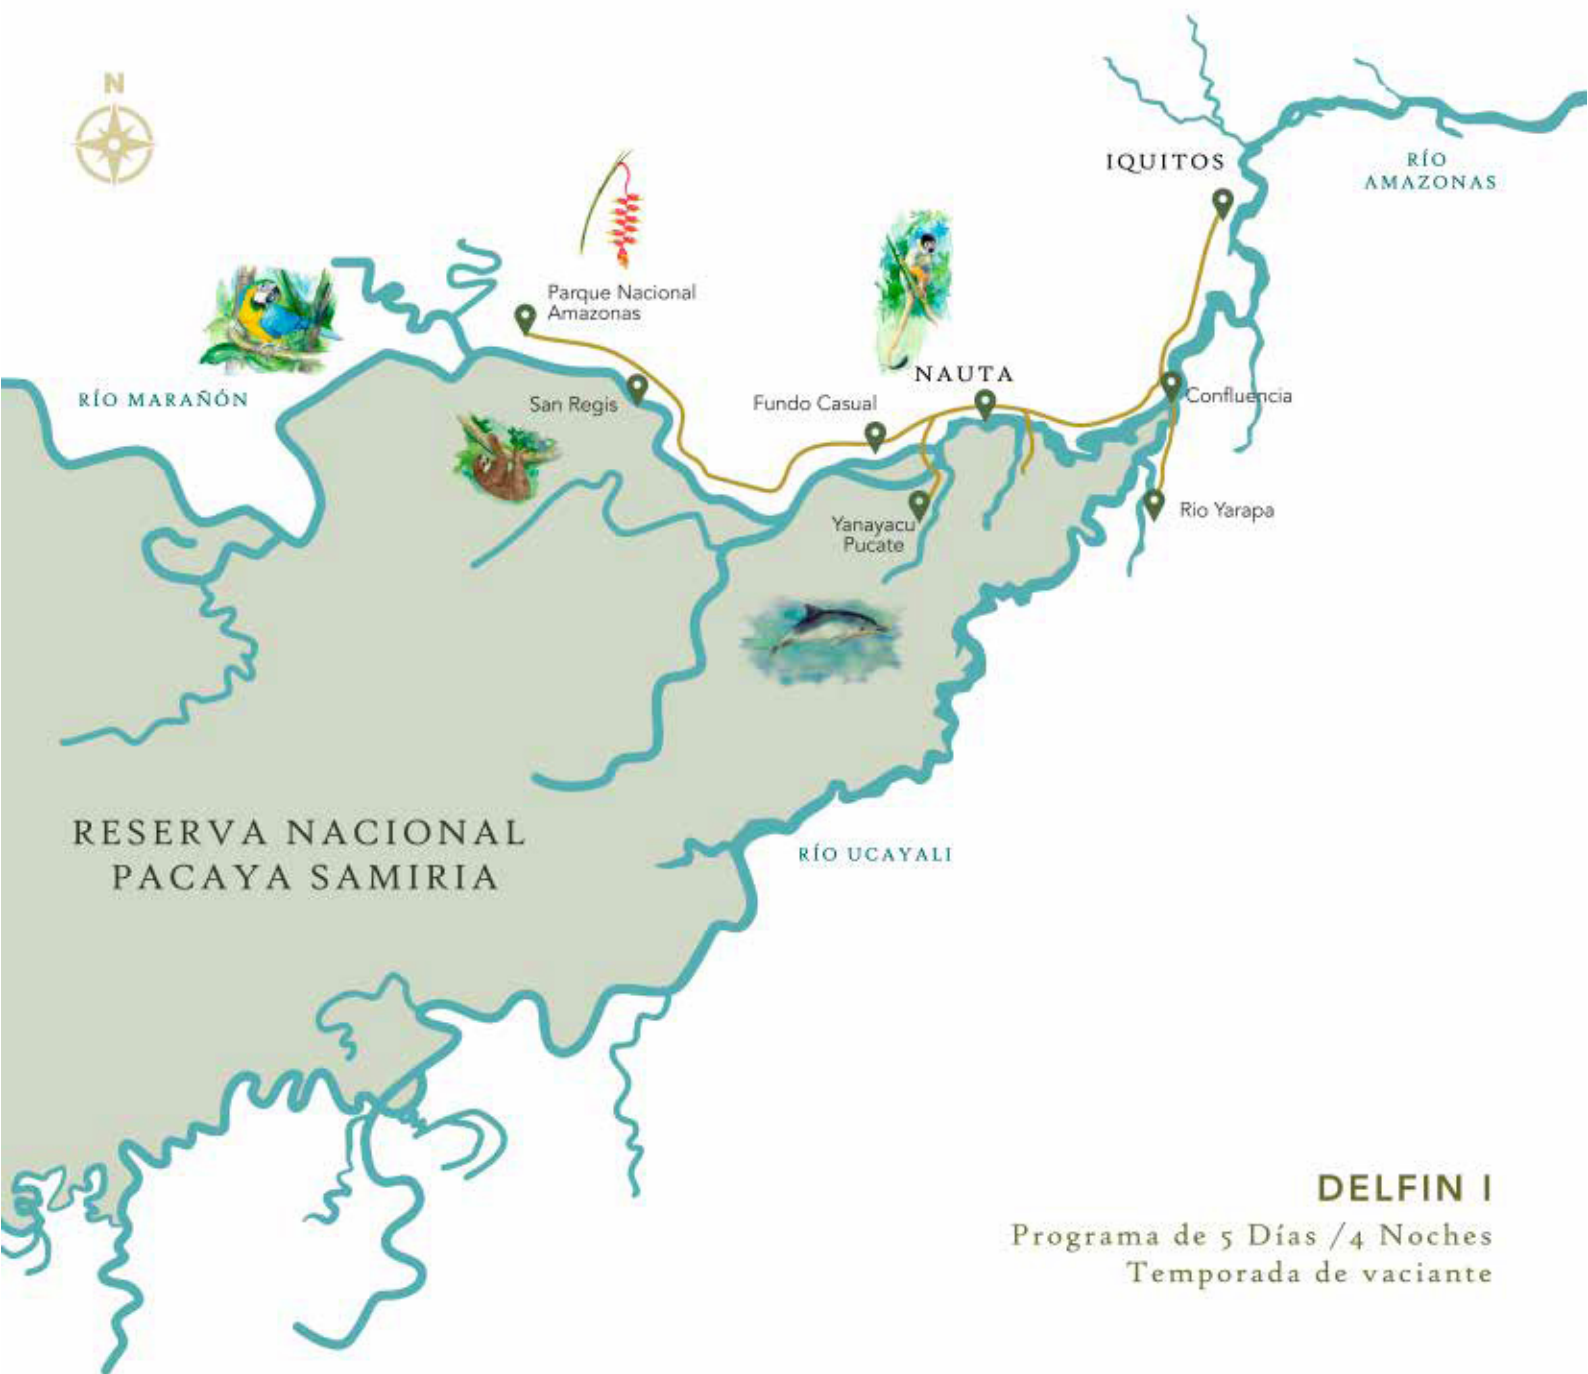 N
IQUITOS
RÍO
AMAZONAS
Parque Nacional
Amazonas
NAUTA
RÍO MARAÑÓN
San Regis
Fundo Casual
Confluencia
Yanayacu
Pucate
Rio Yarapa
RESERVA NACIONAL
PACAYA SAMIRIA
RÍO UCAYALI
DELFIN I
Programa de 5 Días /4 Noches
Temporada de vaciante